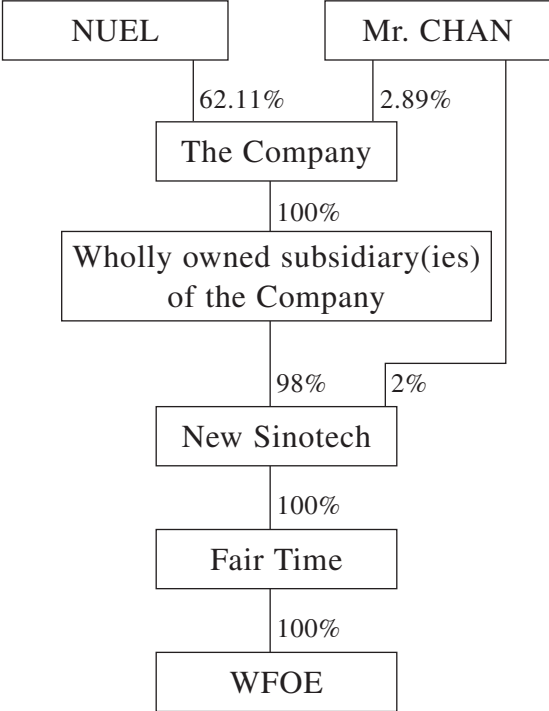 NUEL
Mr. CHAN
62.11%
2.89%
The Company
100%
Wholly owned subsidiary(ies)
of the Company
98%
2%
New Sinotech
100%
Fair Time
100%
WFOE